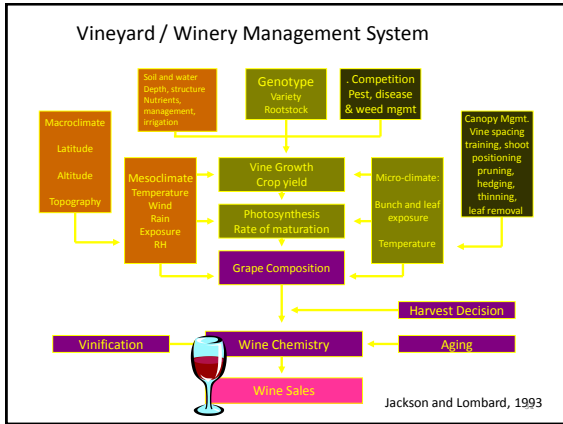 Vineyard / Winery Management System
Soil and water
Depth, structure
Nutrients,
management,
irrigation
Genotype
Variety
Rootstock
. Competition
Pest, disease
& weed mgmt
Macroclimate
Latitude
Altitude
Topography
Mesoclimate
Temperature
Wind
Rain
Exposure
RH
Vine Growth
Crop yield
Photosynthesis
Rate of maturation
Micro-climate:
Bunch and leaf
exposure
Temperature
Canopy Mgmt.
Vine spacing
training, shoot
positioning
pruning,
hedging,
thinning,
leaf removal
Grape Composition
Harvest Decision
Vinification
Wine Chemistry
Aging
Wine Sales
Jackson and Lombard, 1993